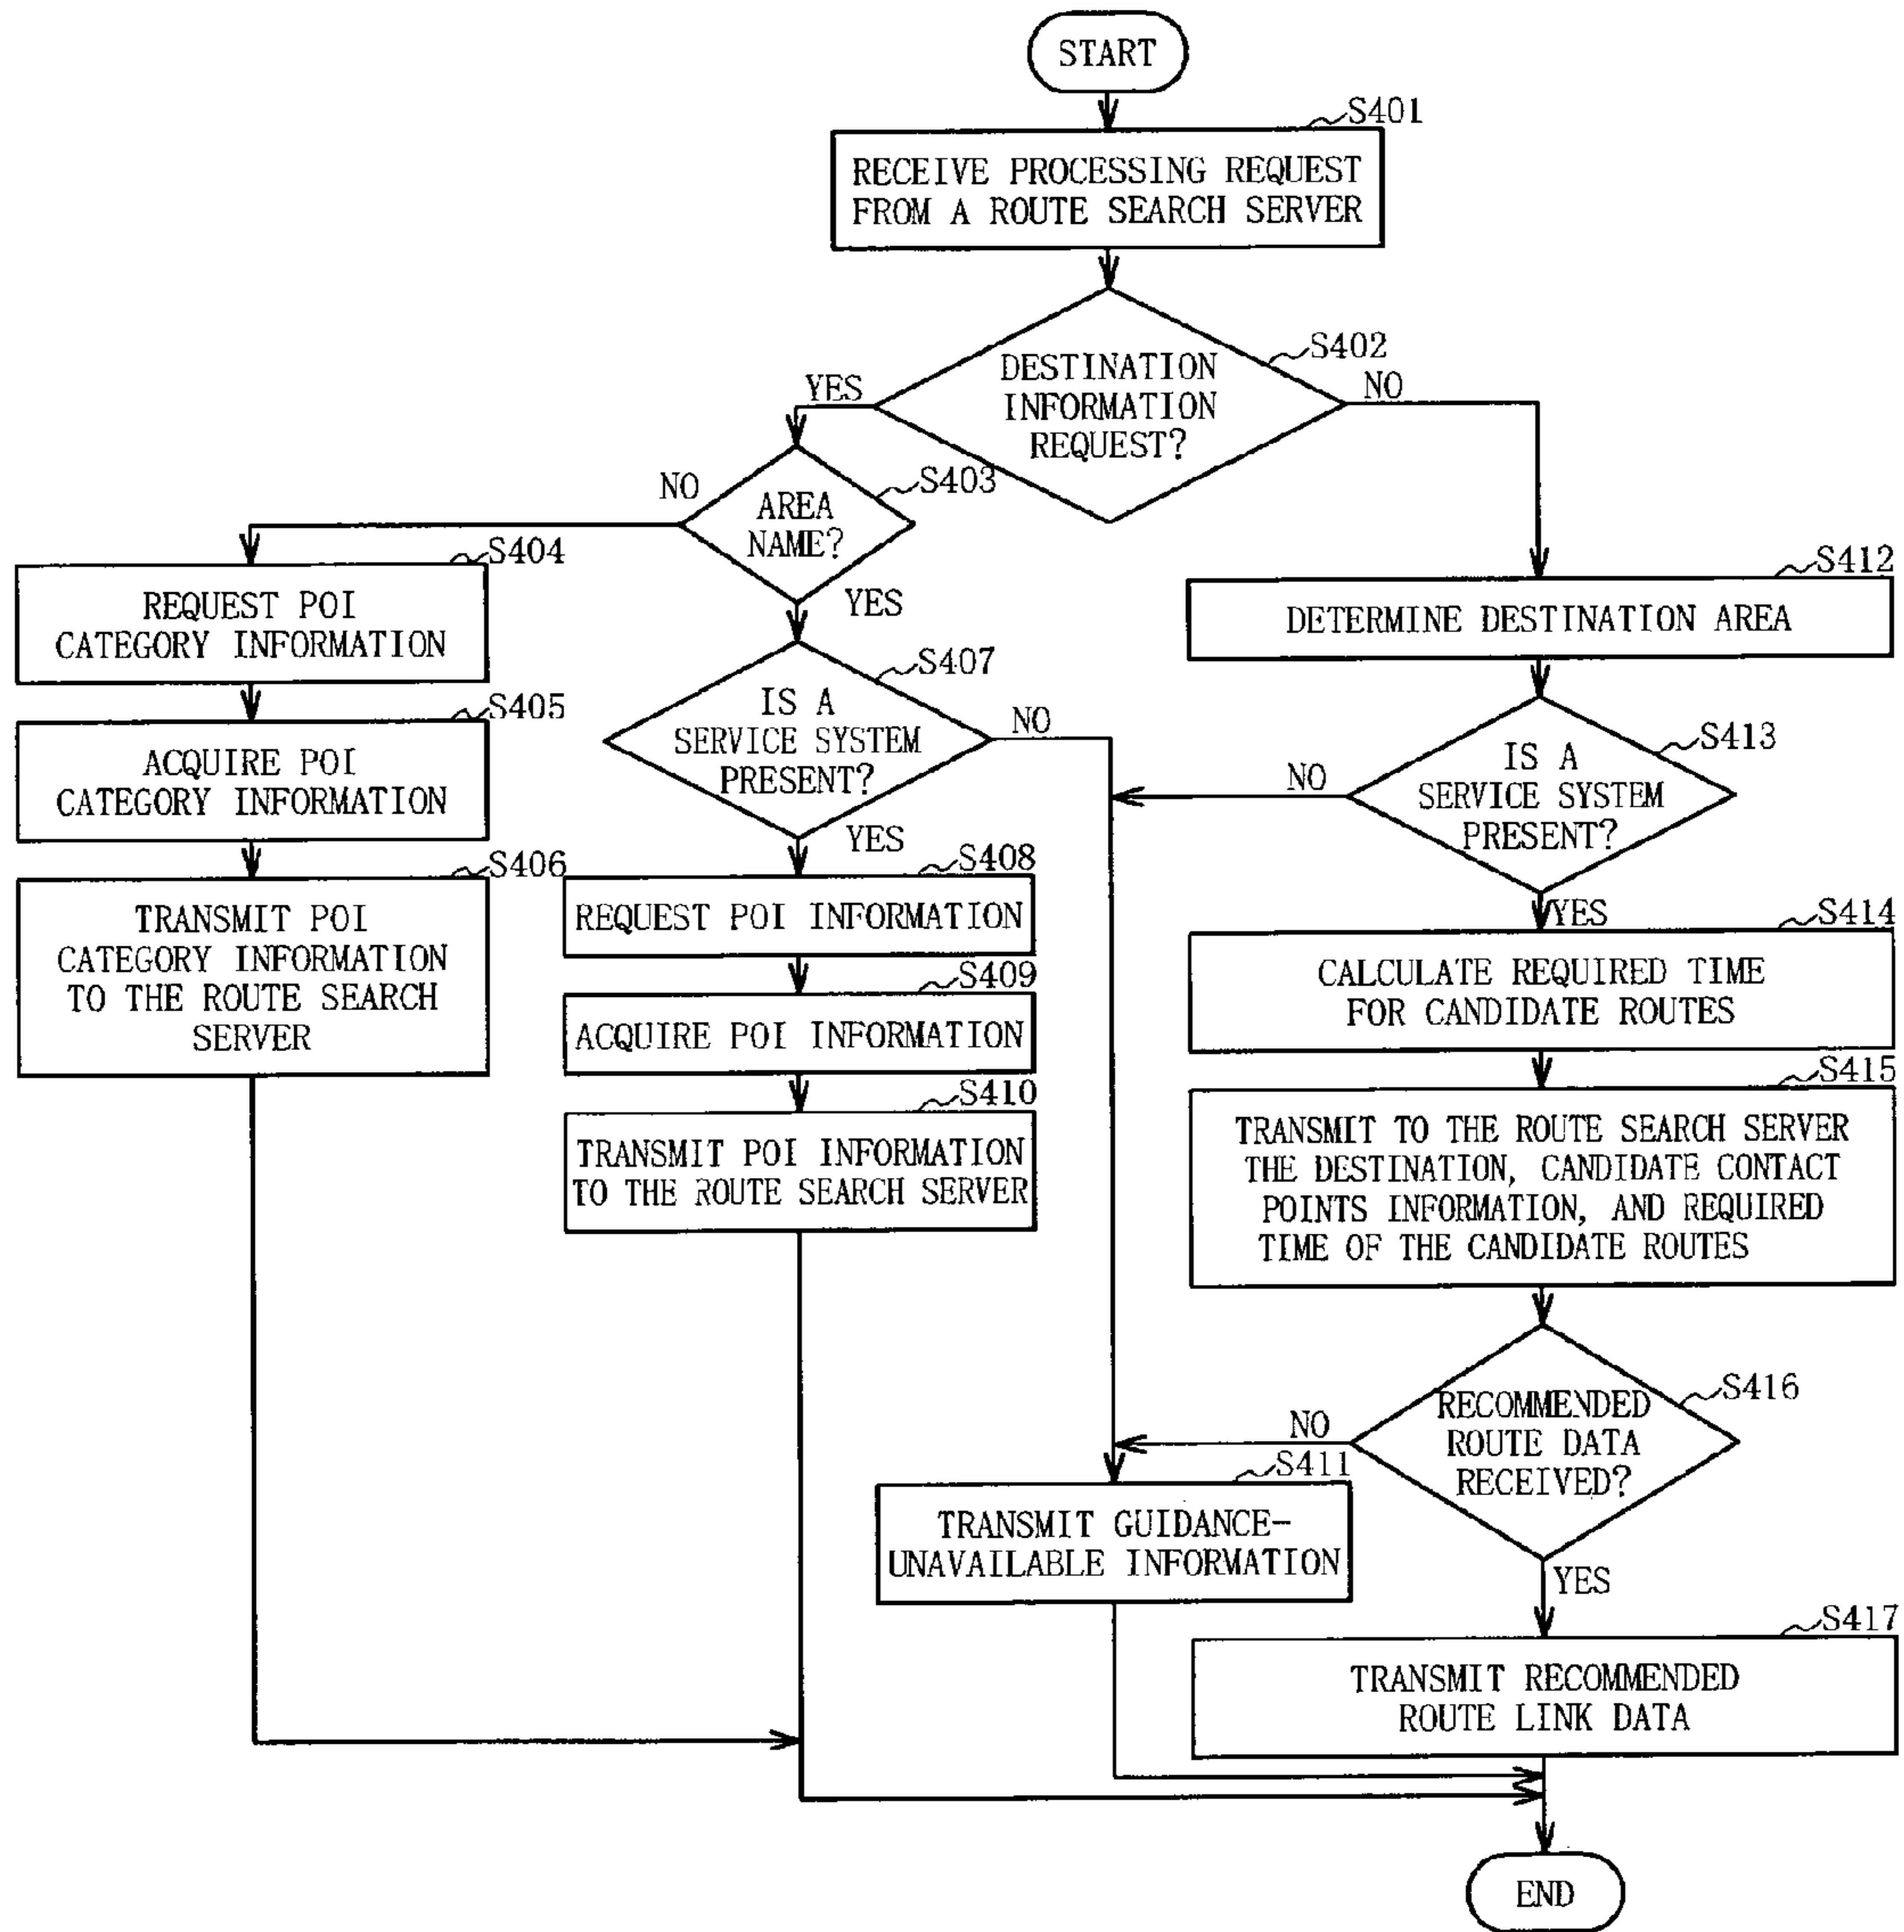 START
S401
RECEIVE PROCESSING REQUEST
FROM A ROUTE SEARCH SERVER
S402
DESTINATION
INFORMATION
REQUEST?
YES
NO
S403
AREA
NAME?
NO
YES
S404
REQUEST POI
CATEGORY INFORMATION
S405
ACQUIRE POI
CATEGORY INFORMATION
S406
TRANSMIT POI
CATEGORY INFORMATION
TO THE ROUTE SEARCH
SERVER
S407
IS A
SERVICE SYSTEM
PRESENT?
NO
YES
S408
REQUEST POI INFORMATION
S409
ACQUIRE POI INFORMATION
S410
TRANSMIT POI INFORMATION
TO THE ROUTE SEARCH SERVER
S411
TRANSMIT GUIDANCE-
UNAVAILABLE INFORMATION
S412
DETERMINE DESTINATION AREA
S413
IS A
SERVICE SYSTEM
PRESENT?
NO
YES
S414
CALCULATE REQUIRED TIME
FOR CANDIDATE ROUTES
S415
TRANSMIT TO THE ROUTE SEARCH SERVER
THE DESTINATION, CANDIDATE CONTACT
POINTS INFORMATION, AND REQUIRED
TIME OF THE CANDIDATE ROUTES
S416
RECOMMENDED
ROUTE DATA
RECEIVED?
NO
YES
S417
TRANSMIT RECOMMENDED
ROUTE LINK DATA
END